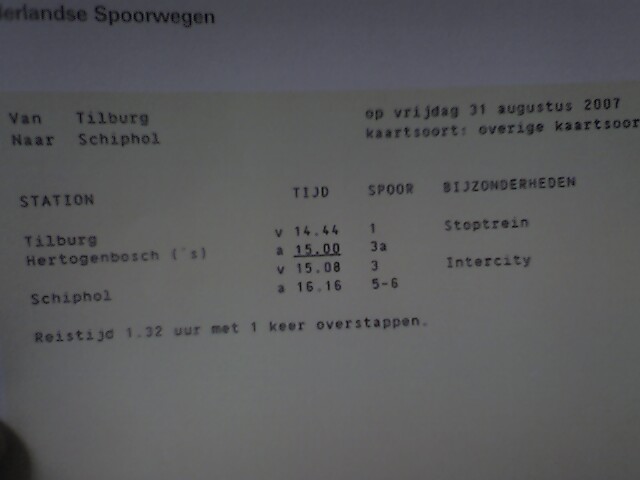 erlandse Spoorwegen
Van Tilburg op vrijdag 31 augustus 2007
Naar Schiphol kaartsoort: overige kaartsoor
STATION TIJD SPOOR BIJZONDERHEDEN
Tilburg v 14.44 1 Stoptrein
Hertogenbosch (´s) a 15.00 3a
v 15.08 3 Intercity
Schiphol a 16.16 5-6
Reistijd 1.32 uur met 1 keer overstappen.